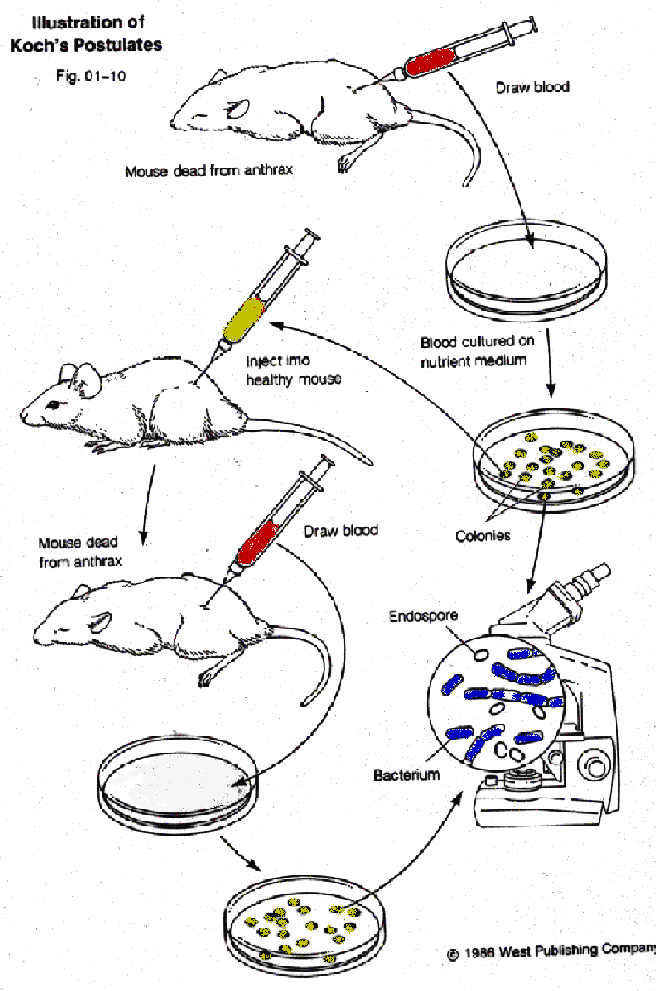 Illustration of
Koch's Postulates
Fig. 01-10
Draw blood
Mouse dead from anthrax
Blood cultured on
nutrient medium
Inject into
healthy mouse
Colonies
Draw blood
Mouse dead
from anthrax
Endospore
Bacterium
© 1986 West Publishing Company